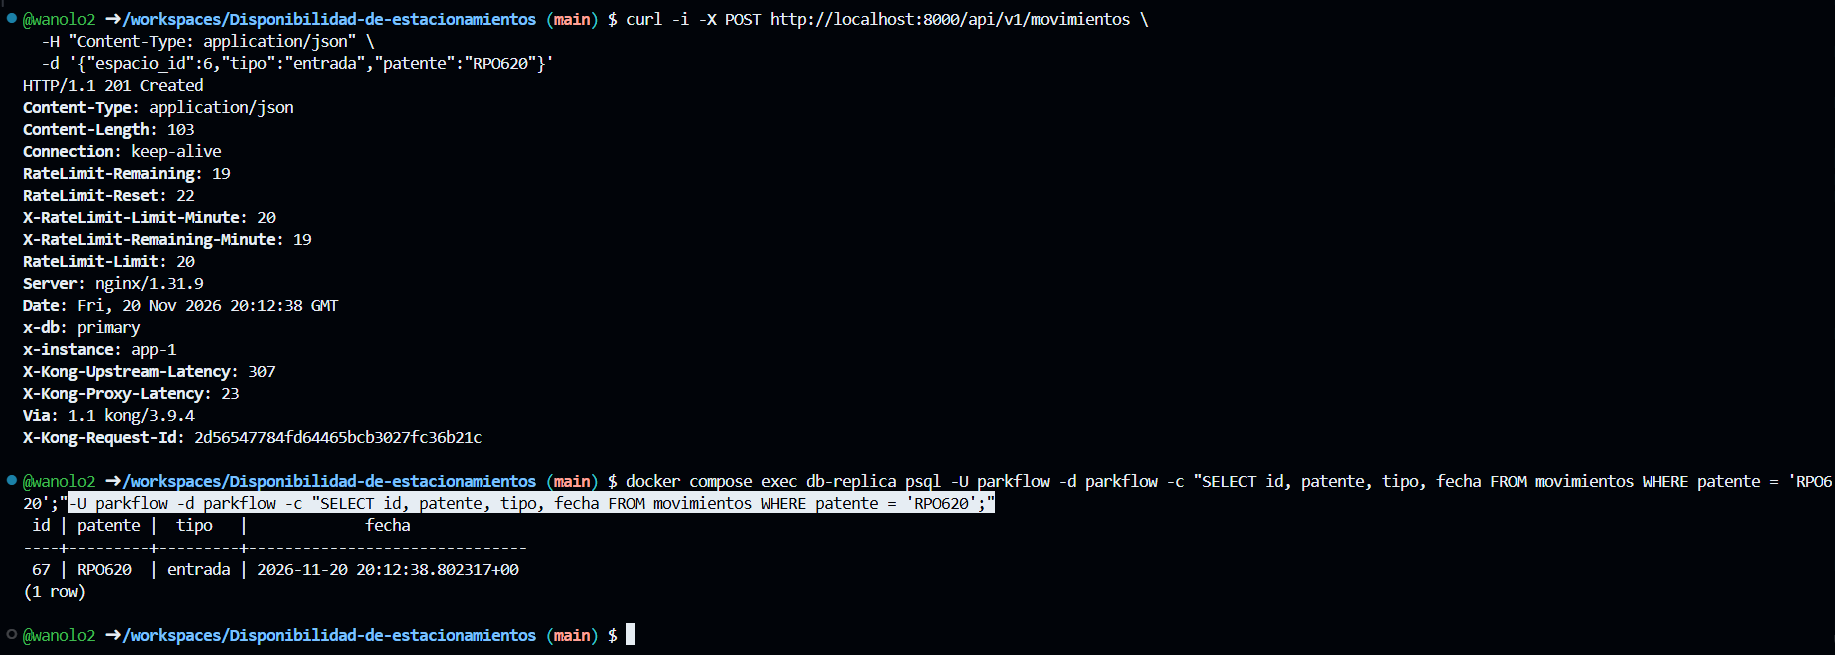 @wanolo2 ➜/workspaces/Disponibilidad-de-estacionamientos (main) $ curl -i -X POST http://localhost:8000/api/v1/movimientos \
  -H "Content-Type: application/json" \
  -d '{"espacio_id":6,"tipo":"entrada","patente":"RPO620"}'
HTTP/1.1 201 Created
Content-Type: application/json
Content-Length: 103
Connection: keep-alive
RateLimit-Remaining: 19
RateLimit-Reset: 22
X-RateLimit-Limit-Minute: 20
X-RateLimit-Remaining-Minute: 19
RateLimit-Limit: 20
Server: nginx/1.31.9
Date: Fri, 20 Nov 2026 20:12:38 GMT
x-db: primary
x-instance: app-1
X-Kong-Upstream-Latency: 307
X-Kong-Proxy-Latency: 23
Via: 1.1 kong/3.9.4
X-Kong-Request-Id: 2d56547784fd64465bcb3027fc36b21c
@wanolo2 ➜/workspaces/Disponibilidad-de-estacionamientos (main) $ docker compose exec db-replica psql -U parkflow -d parkflow -c "SELECT id, patente, tipo, fecha FROM movimientos WHERE patente = 'RPO6
20';"-U parkflow -d parkflow -c "SELECT id, patente, tipo, fecha FROM movimientos WHERE patente = 'RPO620';"
 id | patente |  tipo   |             fecha
----+---------+---------+-------------------------------
 67 | RPO620  | entrada | 2026-11-20 20:12:38.802317+00
(1 row)
@wanolo2 ➜/workspaces/Disponibilidad-de-estacionamientos (main) $